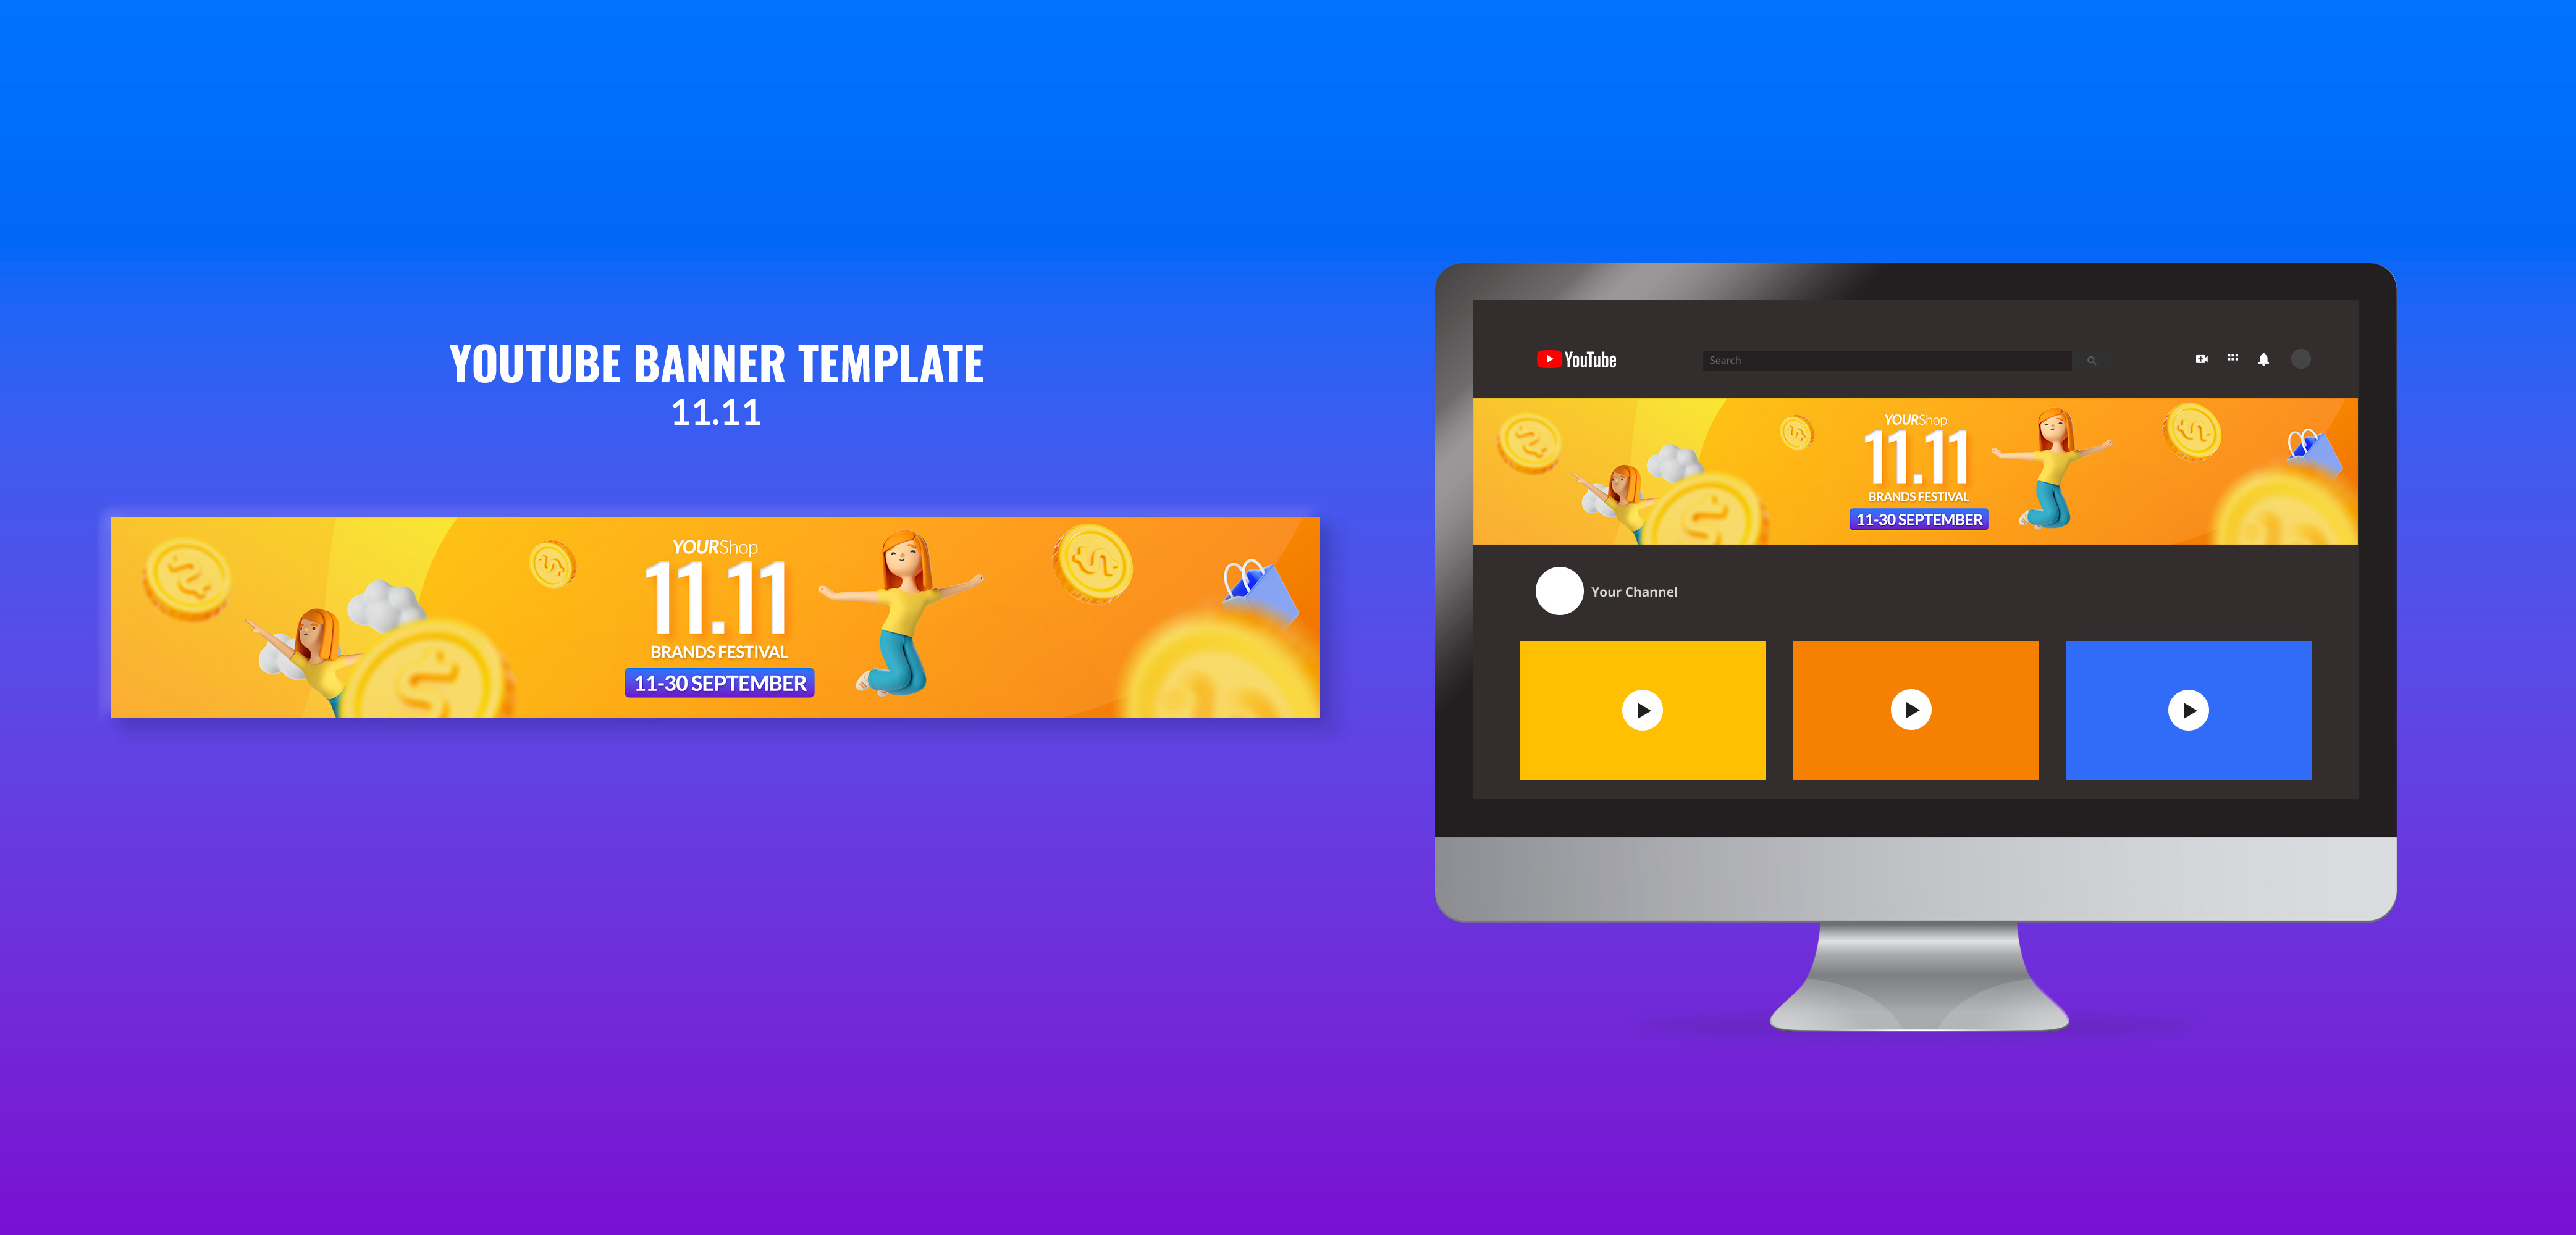 YOUTUBE BANNER TEMPLATE
11.11
YOURShop
11.11
BRANDS FESTIVAL
11-30 SEPTEMBER
YouTube
Search
YOURShop
11.11
BRANDS FESTIVAL
11-30 SEPTEMBER
Your Channel